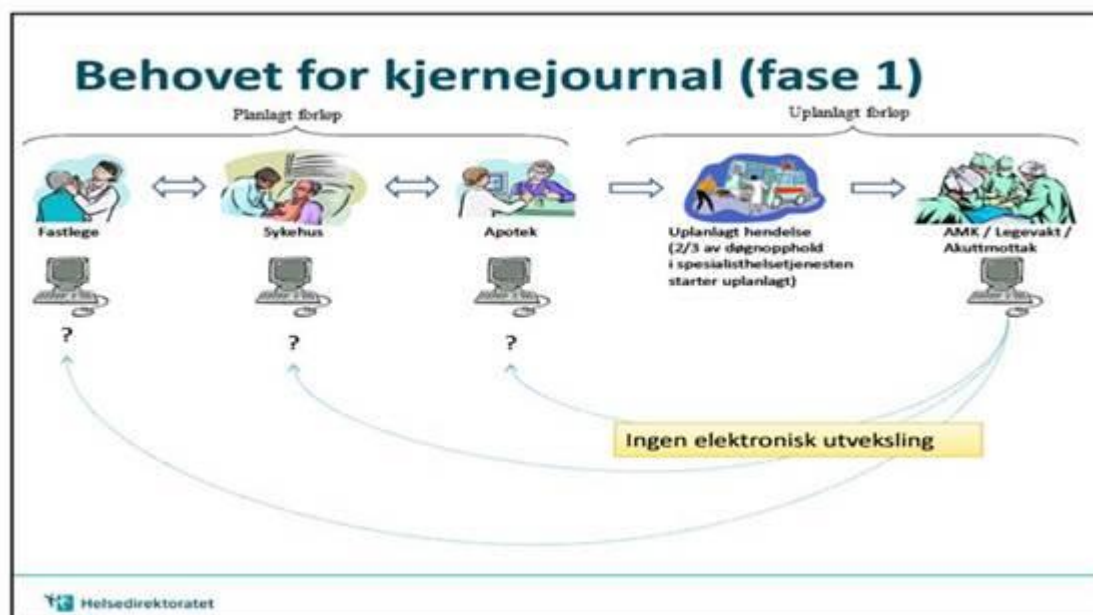 Behovet for kjernejournal (fase 1)
Planlagt forløp
Uplanlagt forløp
Fastlege
Sykehus
Apotek
Uplanlagt hendelse
(2/3 av døgnopphold
i spesialisthelsetjenesten
starter uplanlagt)
AMK / Legevakt /
Akuttmottak
?
?
?
Ingen elektronisk utveksling
Helsedirektoratet